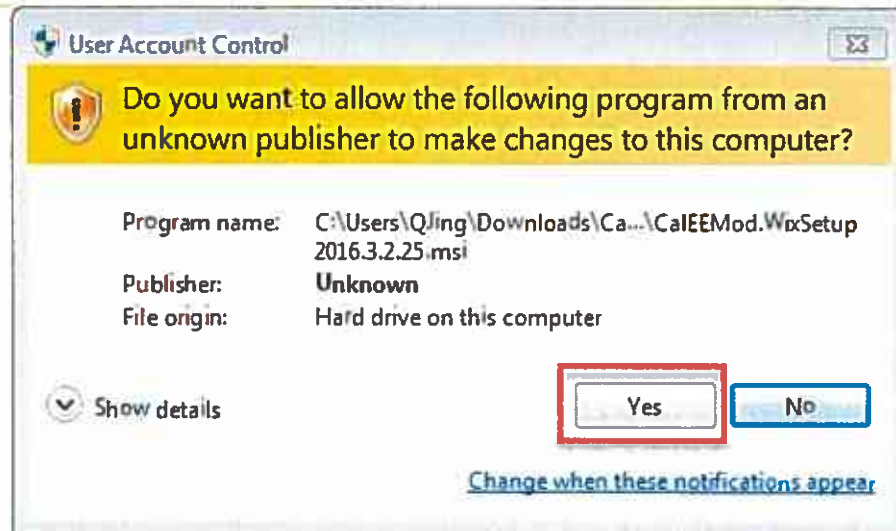 User Account Control
Do you want to allow the following program from an
unknown publisher to make changes to this computer?
Program name: C:\Users\QJing\Downloads\Ca...\CalEEMod.WixSetup
2016.3.2.25.msi
Publisher: Unknown
File origin: Hard drive on this computer
Show details Yes No
Change when these notifications appear